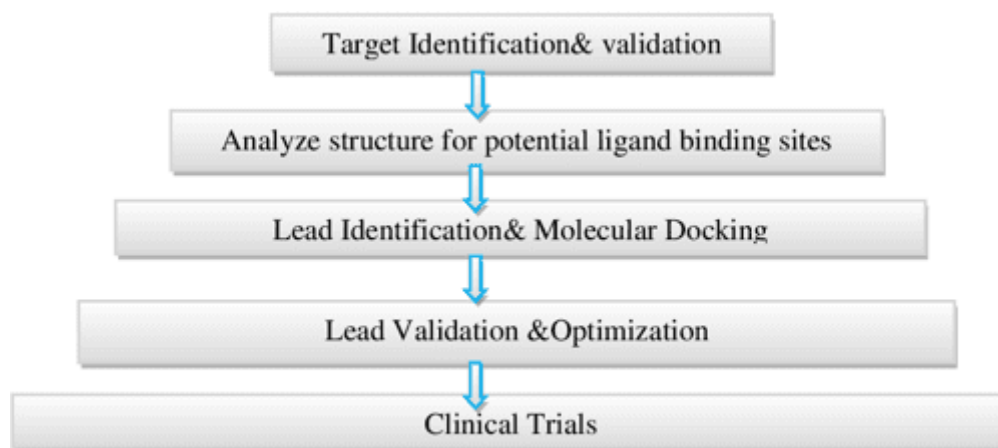 Target Identification& validation
Analyze structure for potential ligand binding sites
Lead Identification& Molecular Docking
Lead Validation &Optimization
Clinical Trials